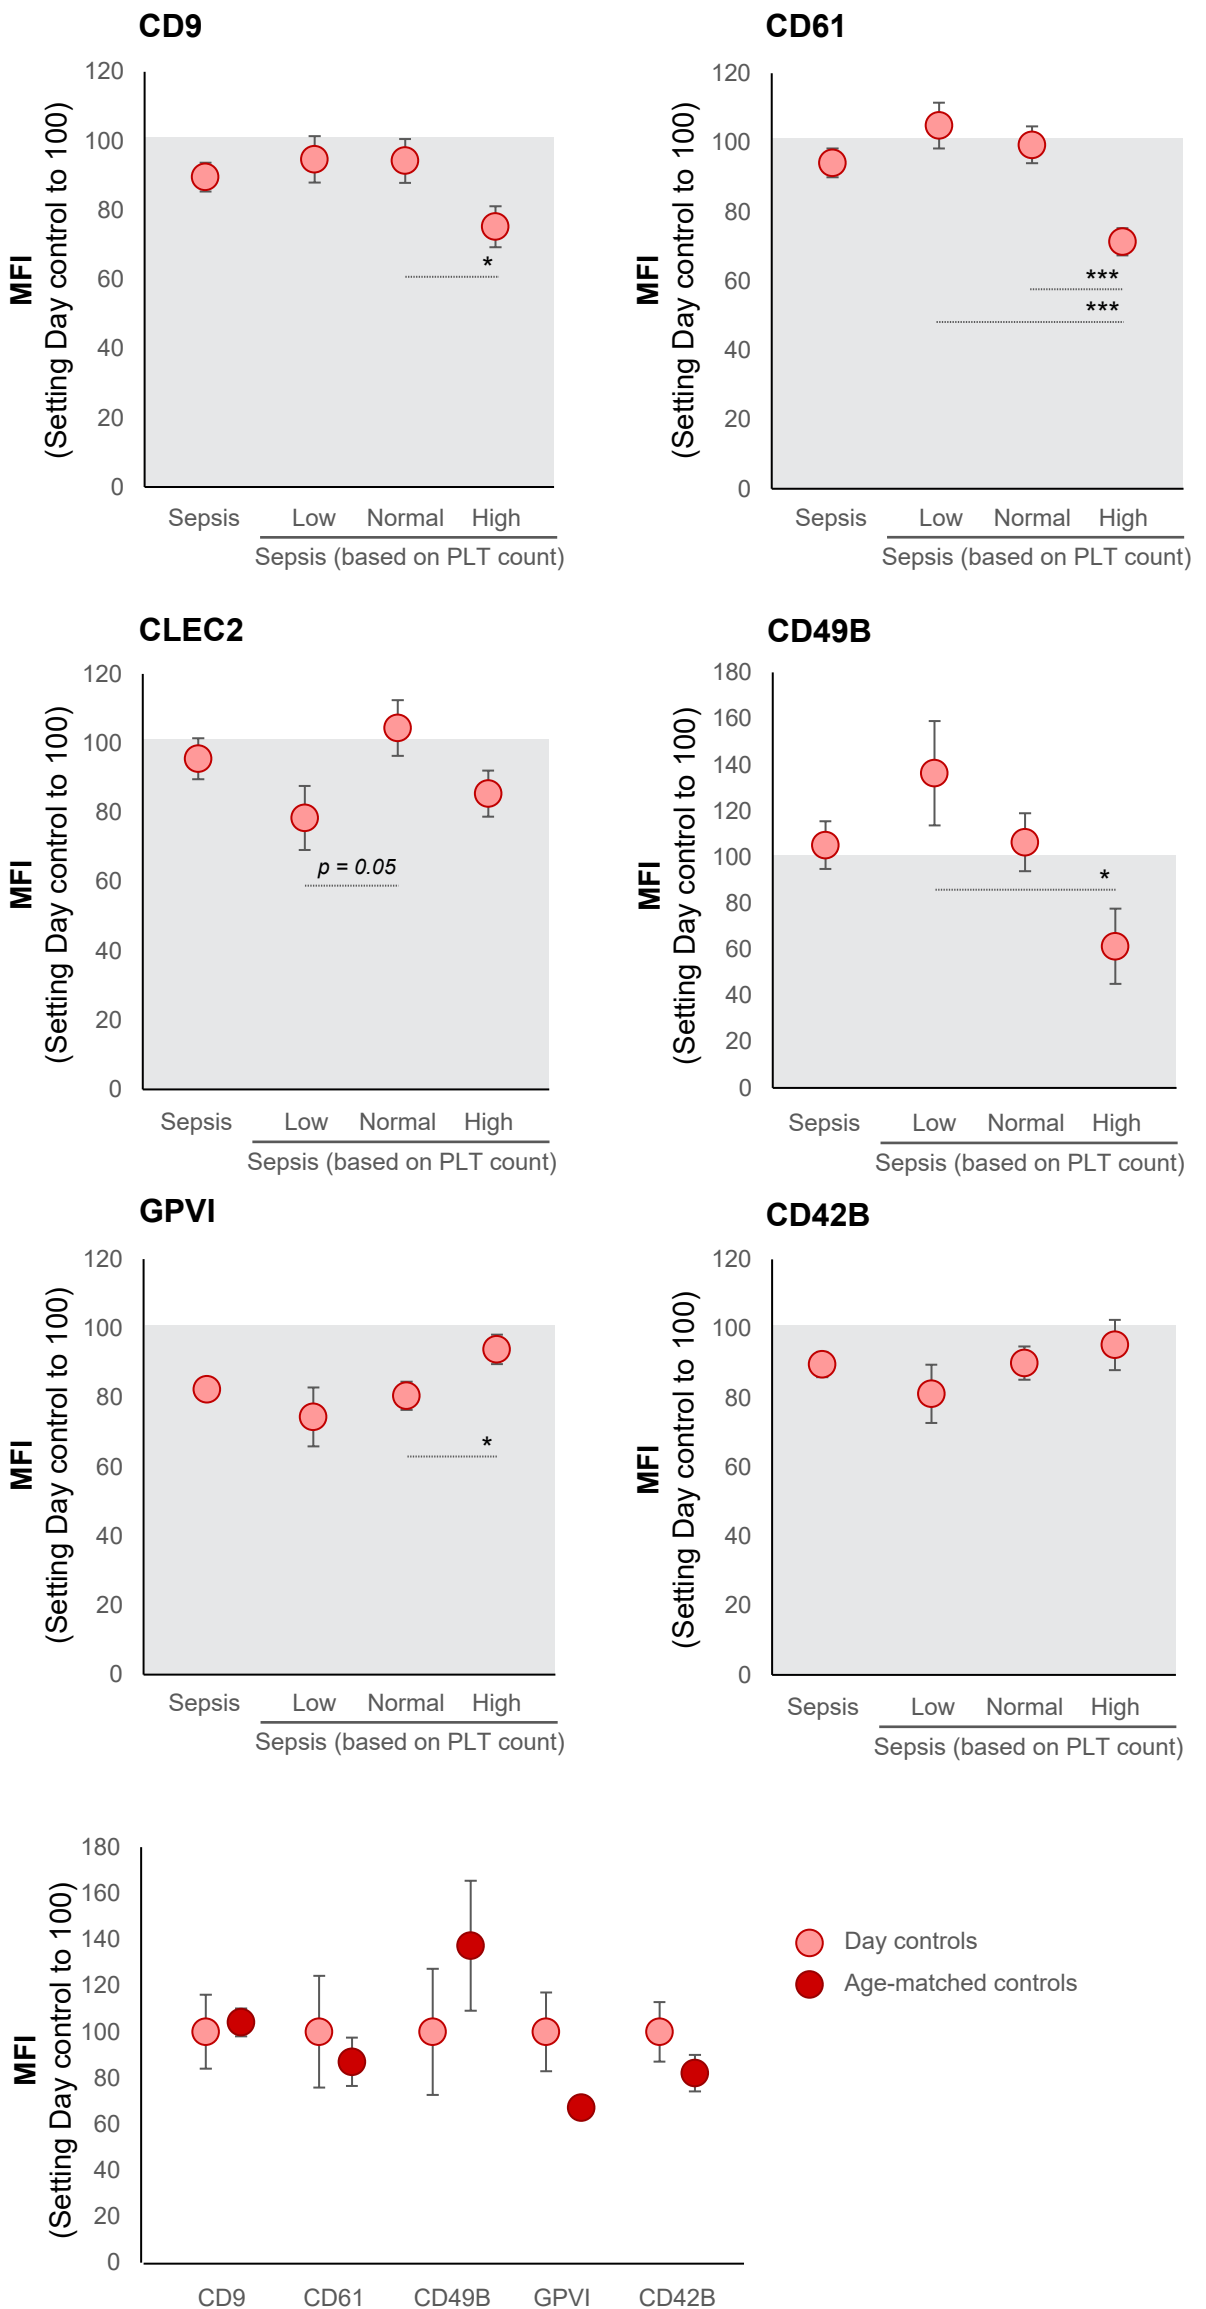 CD9
120
100
80
60
40
20
0
MFI
(Setting Day control to 100)
*
Sepsis Low Normal High
Sepsis (based on PLT count)
CD61
120
100
80
60
40
20
0
MFI
(Setting Day control to 100)
***
***
Sepsis Low Normal High
Sepsis (based on PLT count)
CLEC2
120
100
80
60
40
20
0
MFI
(Setting Day control to 100)
p = 0.05
Sepsis Low Normal High
Sepsis (based on PLT count)
CD49B
180
160
140
120
100
80
60
40
20
0
MFI
(Setting Day control to 100)
*
Sepsis Low Normal High
Sepsis (based on PLT count)
GPVI
120
100
80
60
40
20
0
MFI
(Setting Day control to 100)
*
Sepsis Low Normal High
Sepsis (based on PLT count)
CD42B
120
100
80
60
40
20
0
MFI
(Setting Day control to 100)
Sepsis Low Normal High
Sepsis (based on PLT count)
180
160
140
120
100
80
60
40
20
0
MFI
(Setting Day control to 100)
CD9 CD61 CD49B GPVI CD42B
Day controls
Age-matched controls